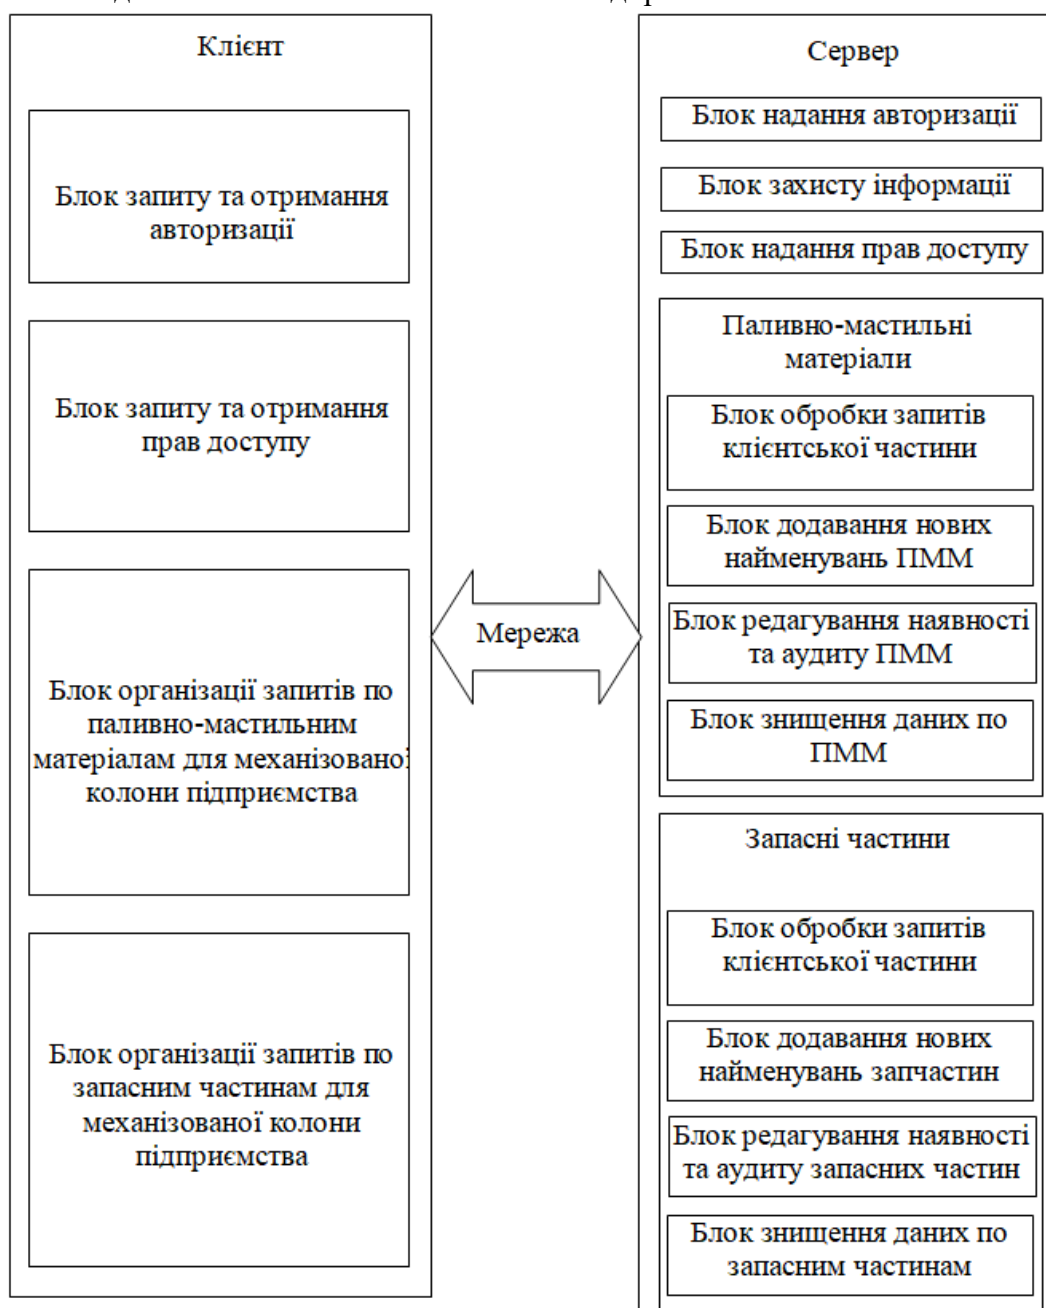 Клієнт
Блок запиту та отримання
авторизації
Блок запиту та отримання
прав доступу
Блок організації запитів по
паливно-мастильним
матеріалам для механізованої
колони підприємства
Блок організації запитів по
запасним частинам для
механізованої колони
підприємства
Мережа
Сервер
Блок надання авторизації
Блок захисту інформації
Блок надання прав доступу
Паливно-мастильні
матеріали
Блок обробки запитів
клієнтської частини
Блок додавання нових
найменувань ПММ
Блок редагування наявності
та аудиту ПММ
Блок знищення даних по
ПММ
Запасні частини
Блок обробки запитів
клієнтської частини
Блок додавання нових
найменувань запчастин
Блок редагування наявності
та аудиту запасних частин
Блок знищення даних по
запасним частинам